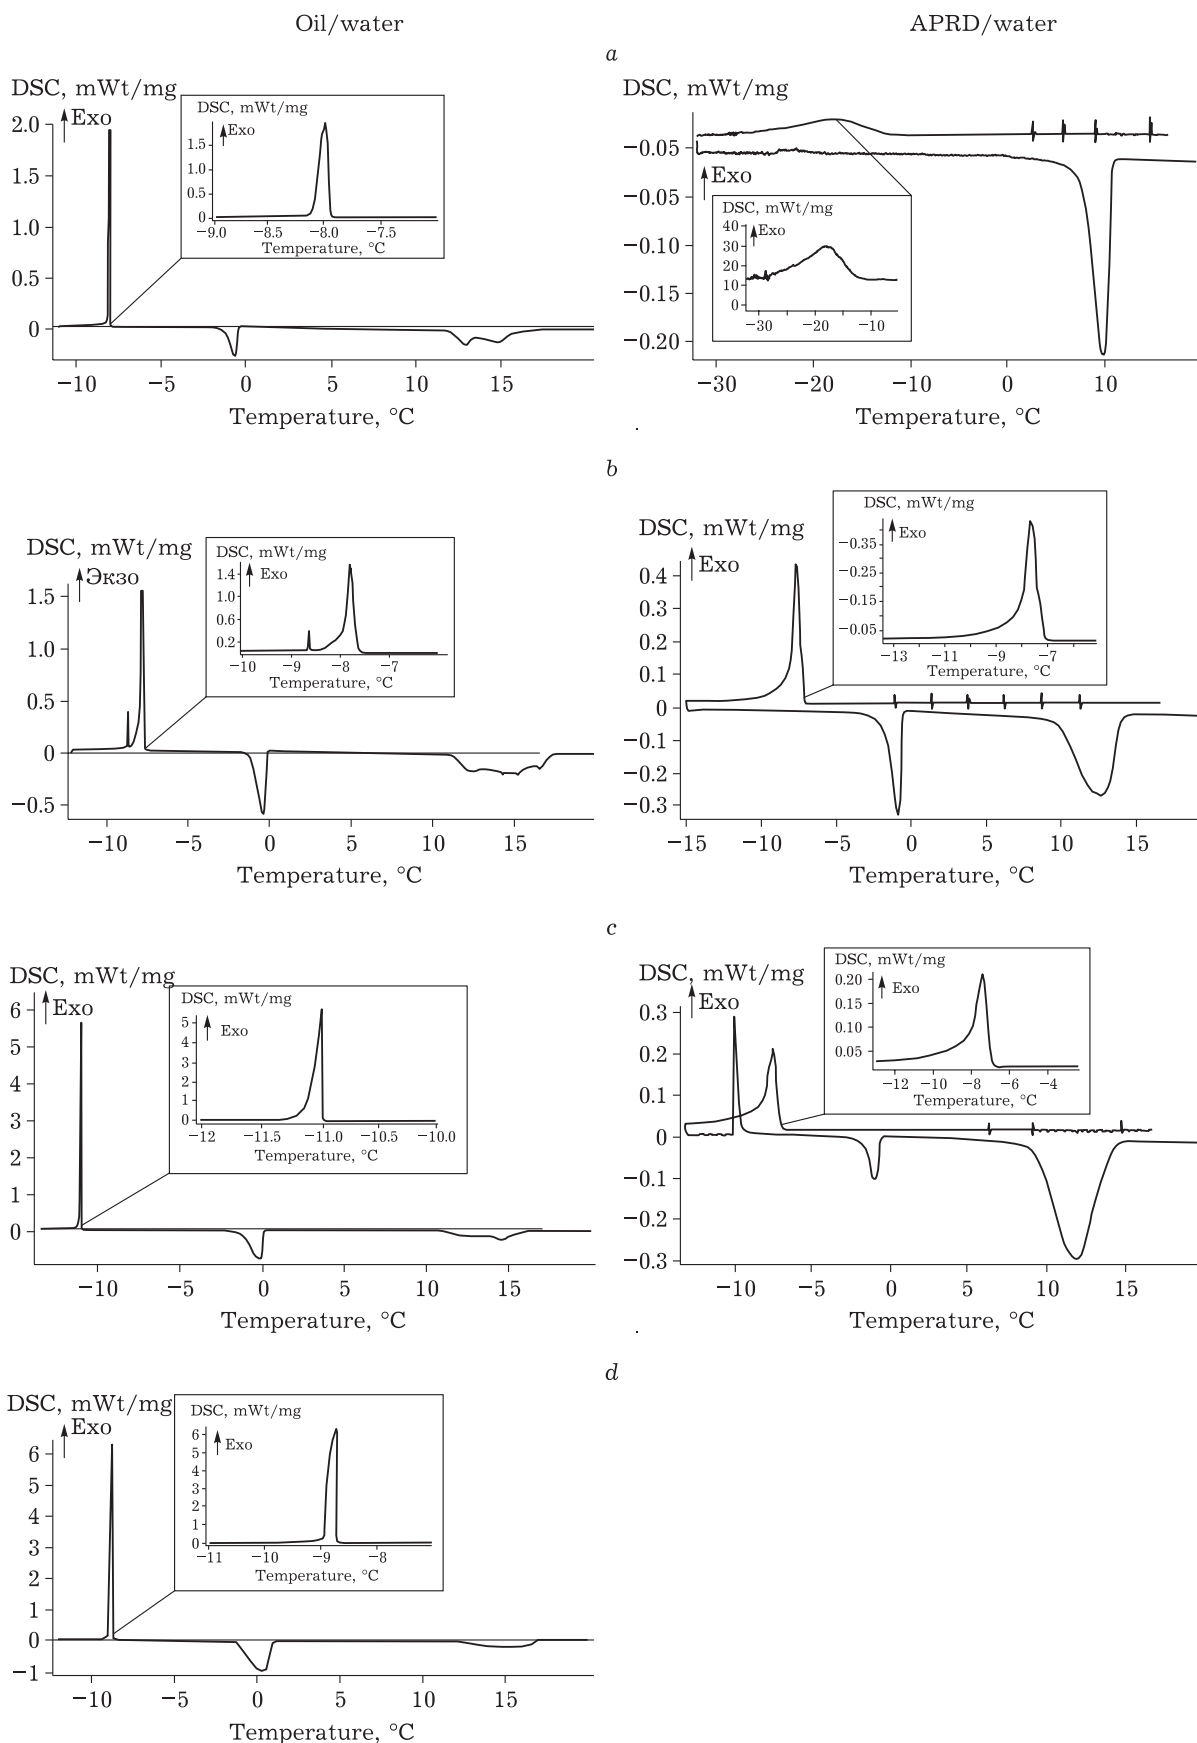 Oil/water
APRD/water
a
DSC, mWt/mg
Exo
2.0
1.5
1.0
0.5
0
−10 −5 0 5 10 15
Temperature, °C
DSC, mWt/mg
Exo
1.5
1.0
0.5
0
−9.0 −8.5 −8.0 −7.5
Temperature, °C
DSC, mWt/mg
−0.05
Exo
−0.10
−0.15
−0.20
−30 −20 −10 0 10
Temperature, °C
DSC, mWt/mg
Exo
40
30
20
10
0
−30 −20 −10
b
DSC, mWt/mg
Экзо
1.5
1.0
0.5
0
−0.5
−10 −5 0 5 10 15
Temperature, °C
DSC, mWt/mg
Exo
1.4
1.0
0.6
0.2
−10 −9 −8 −7
Temperature, °C
DSC, mWt/mg
Exo
0.4
0.3
0.2
0.1
0
−0.1
−0.2
−0.3
−15 −10 −5 0 5 10 15
Temperature, °C
DSC, mWt/mg
Exo
−0.35
−0.25
−0.15
−0.05
−13 −11 −9 −7
Temperature, °C
c
DSC, mWt/mg
Exo
6
5
4
3
2
1
0
−10 −5 0 5 10 15
Temperature, °C
DSC, mWt/mg
Exo
5
4
3
2
1
0
−12 −11.5 −11.0 −10.5 −10.0
Temperature, °C
DSC, mWt/mg
Exo
0.3
0.2
0.1
0
−0.1
−0.2
−0.3
−10 −5 0 5 10 15
Temperature, °C
DSC, mWt/mg
Exo
0.20
0.15
0.10
0.05
−12 −10 −8 −6 −4
Temperature, °C
d
DSC, mWt/mg
Exo
6
5
4
3
2
1
0
−1
−10 −5 0 5 10 15
Temperature, °C
DSC, mWt/mg
Exo
6
5
4
3
2
1
0
−11 −10 −9 −8
Temperature, °C